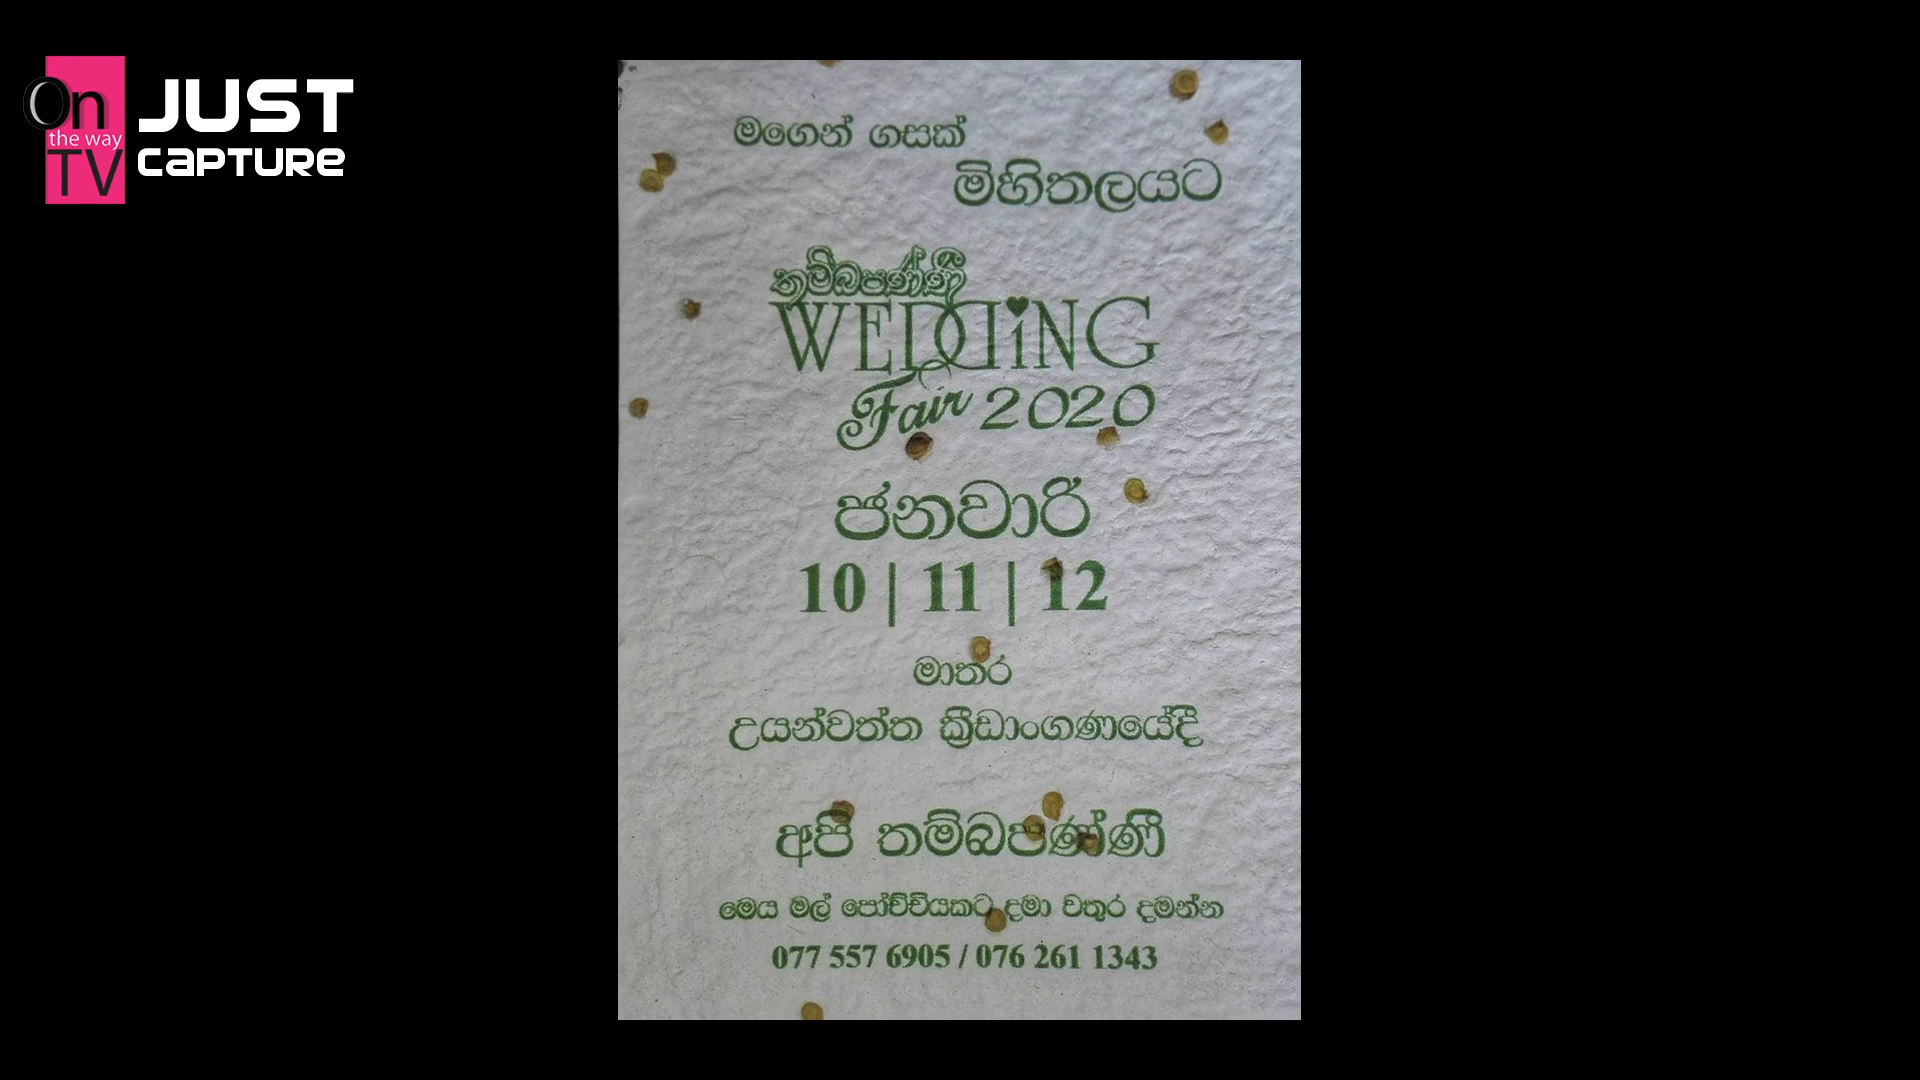 On
the way
TV
JUST
CAPTURE
මගෙන් ගසක්
මිහිතලයට
තම්බපණ්ණී
WEDDiNG
Fair 2020
ජනවාරි
10 | 11 | 12
මාතර
උයන්වත්ත ක්‍රීඩාංගණයේදී
අපි තම්බපණ්ණී
මෙය මල් පෝච්චියකට දමා වතුර දමන්න
077 557 6905 / 076 261 1343